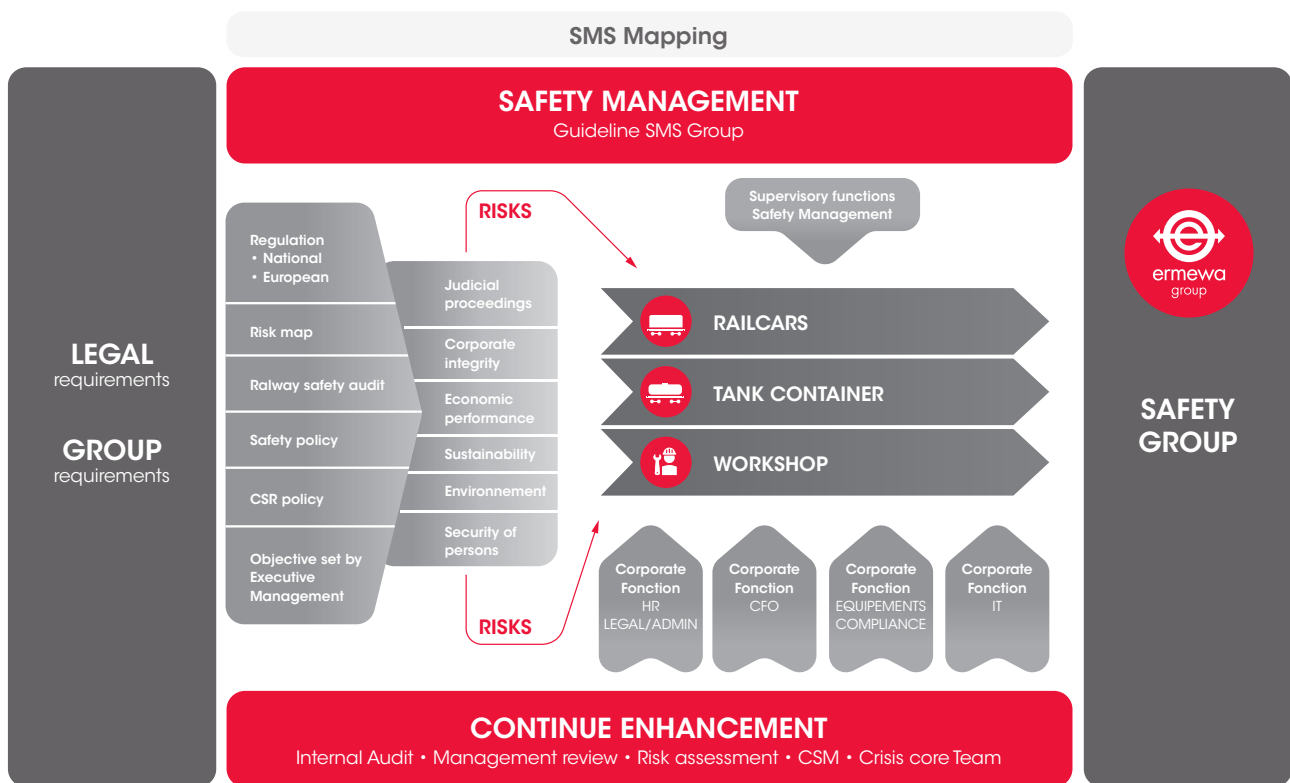 SMS Mapping
SAFETY MANAGEMENT
Guideline SMS Group
LEGAL
requirements
GROUP
requirements
Regulation
• National
• European
Risk map
Ralway safety audit
Safety policy
CSR policy
Objective set by
Executive
Management
Judicial
proceedings
Corporate
integrity
Economic
performance
Sustainability
Environnement
Security of
persons
RISKS
RISKS
Supervisory functions
Safety Management
RAILCARS
TANK CONTAINER
WORKSHOP
Corporate
Fonction
HR
LEGAL/ADMIN
Corporate
Fonction
CFO
Corporate
Fonction
EQUIPEMENTS
COMPLIANCE
Corporate
Fonction
IT
ermewa
group
SAFETY
GROUP
CONTINUE ENHANCEMENT
Internal Audit • Management review • Risk assessment • CSM • Crisis core Team